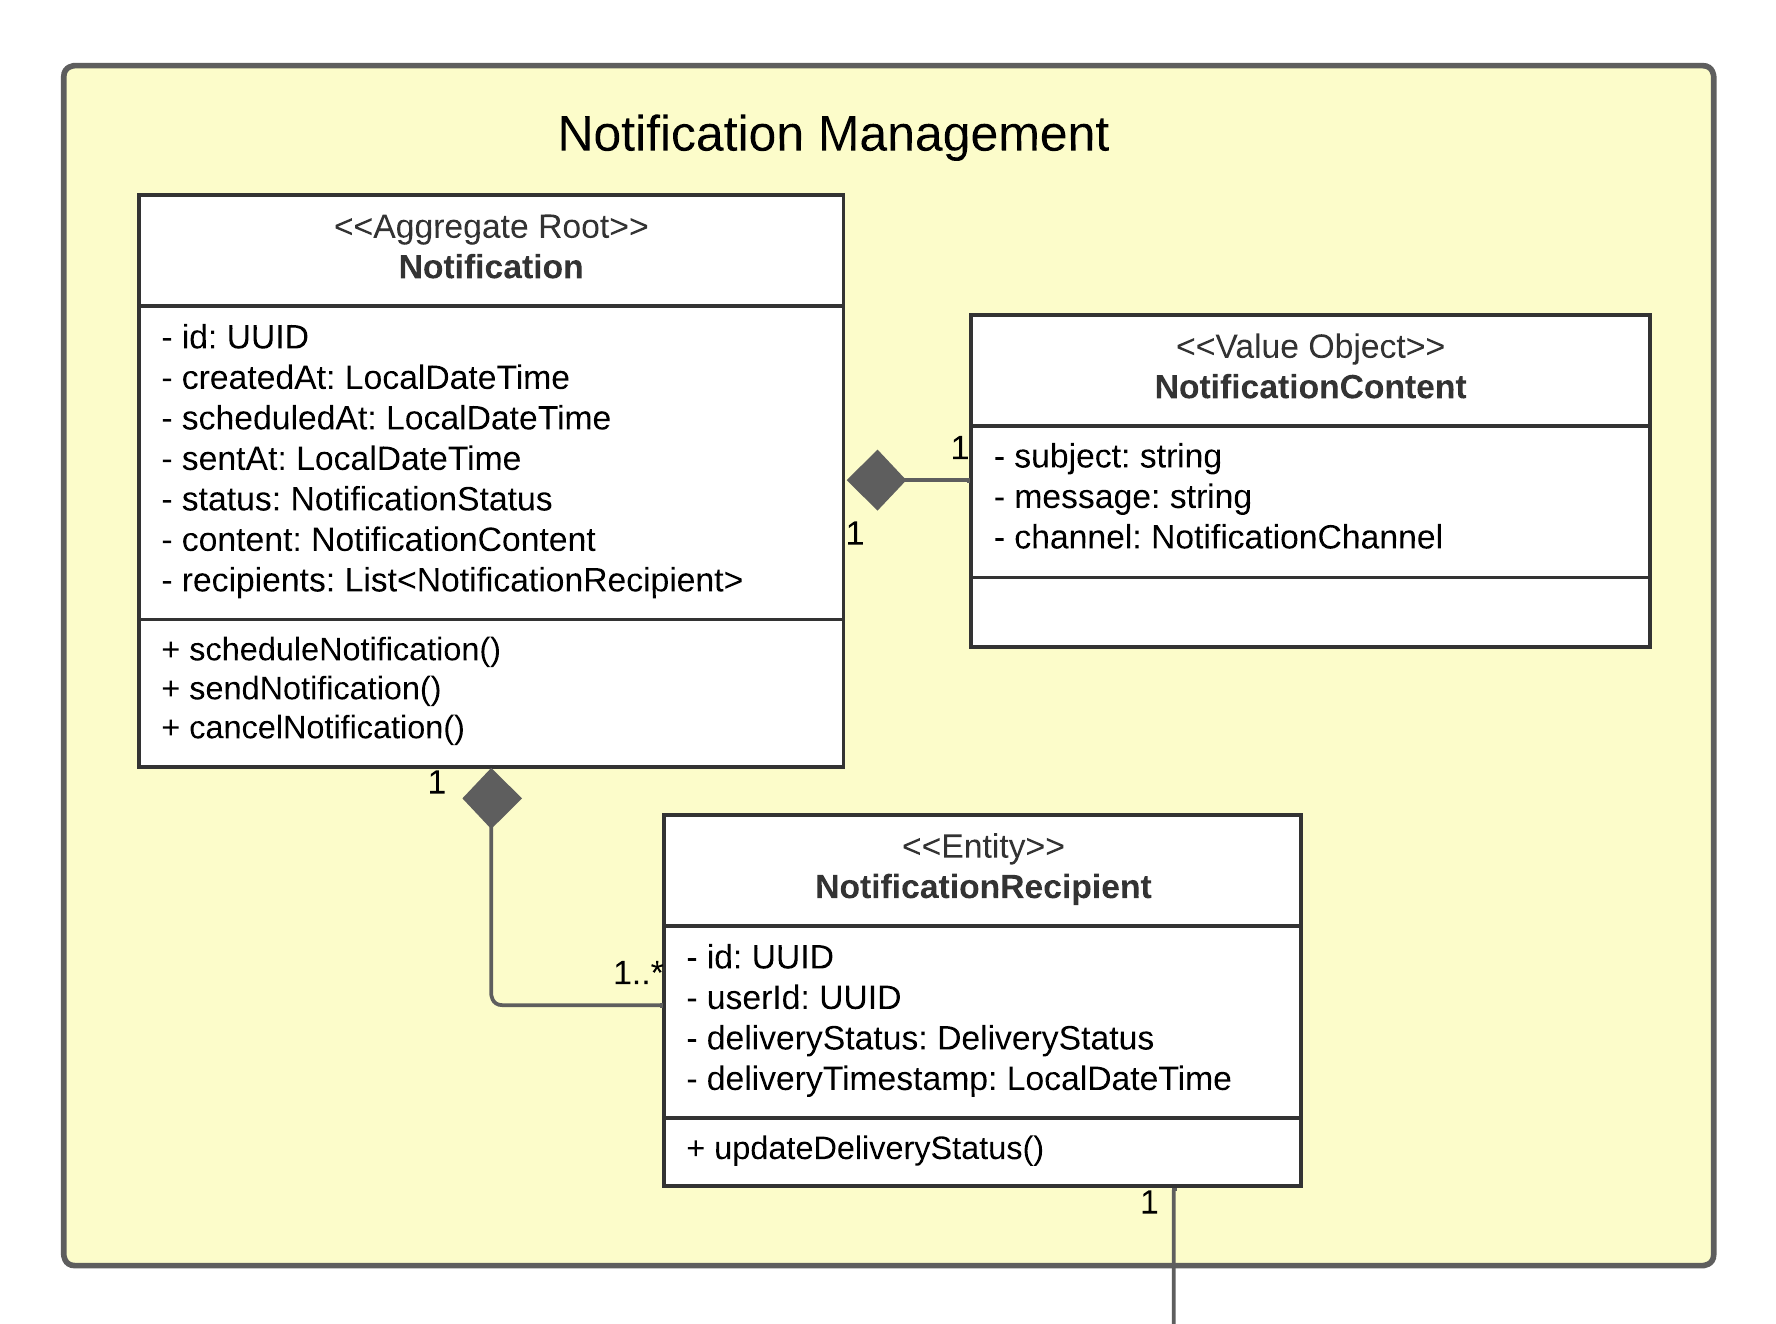 Notification Management
<<Aggregate Root>>
Notification
- id: UUID
- createdAt: LocalDateTime
- scheduledAt: LocalDateTime
- sentAt: LocalDateTime
- status: NotificationStatus
- content: NotificationContent
- recipients: List<NotificationRecipient>
+ scheduleNotification()
+ sendNotification()
+ cancelNotification()
1
1
<<Value Object>>
NotificationContent
- subject: string
- message: string
- channel: NotificationChannel
1
1..*
<<Entity>>
NotificationRecipient
- id: UUID
- userId: UUID
- deliveryStatus: DeliveryStatus
- deliveryTimestamp: LocalDateTime
+ updateDeliveryStatus()
1